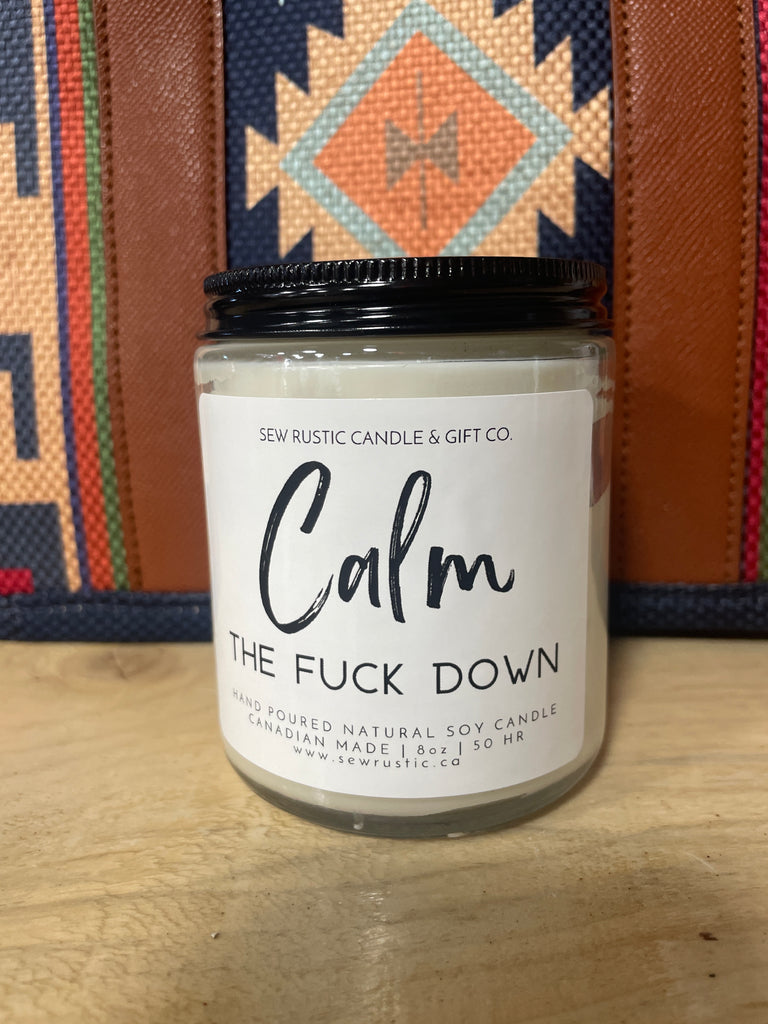 SEW RUSTIC CANDLE & GIFT CO.
Calm
THE FUCK DOWN
HAND POURED NATURAL SOY CANDLE
CANADIAN MADE | 8oz | 50 HR
www.sewrustic.ca